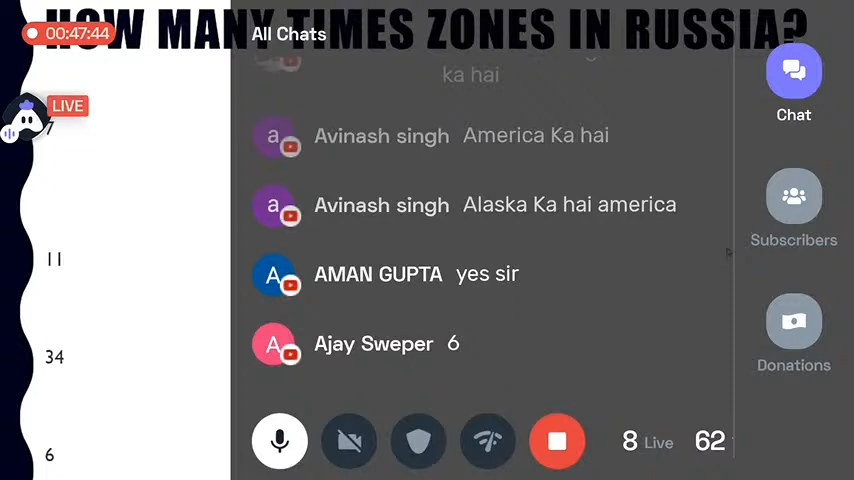 HOW MANY TIMES ZONES IN RUSSIA?
00:47:44
All Chats
LIVE
ka hai
7
Avinash singh America Ka hai
Chat
Avinash singh Alaska Ka hai america
Subscribers
11
AMAN GUPTA yes sir
34
Ajay Sweper 6
Donations
6
8 Live 62